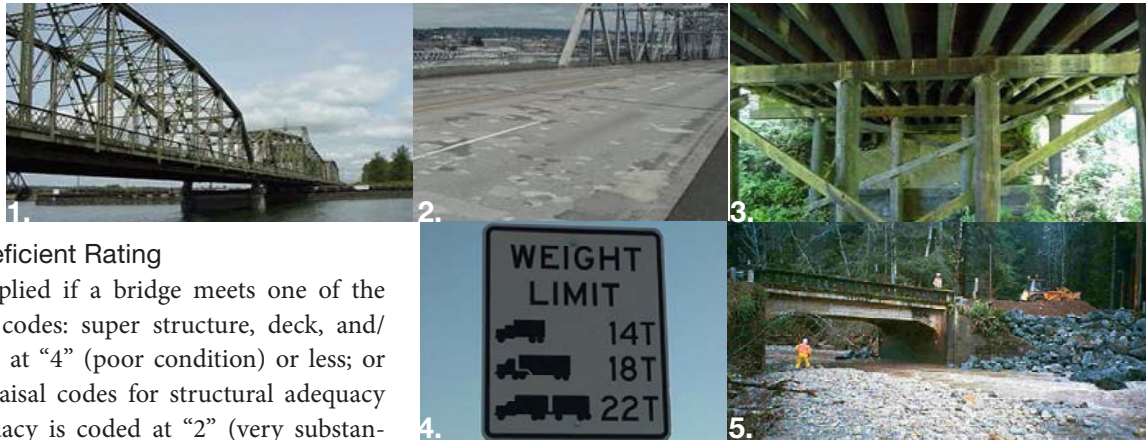 1.
2.
3.
eficient Rating
plied if a bridge meets one of the
codes: super structure, deck, and/
at “4” (poor condition) or less; or
aisal codes for structural adequacy
uacy is coded at “2” (very substan-
4.
WEIGHT
LIMIT
14T
18T
22T
5.